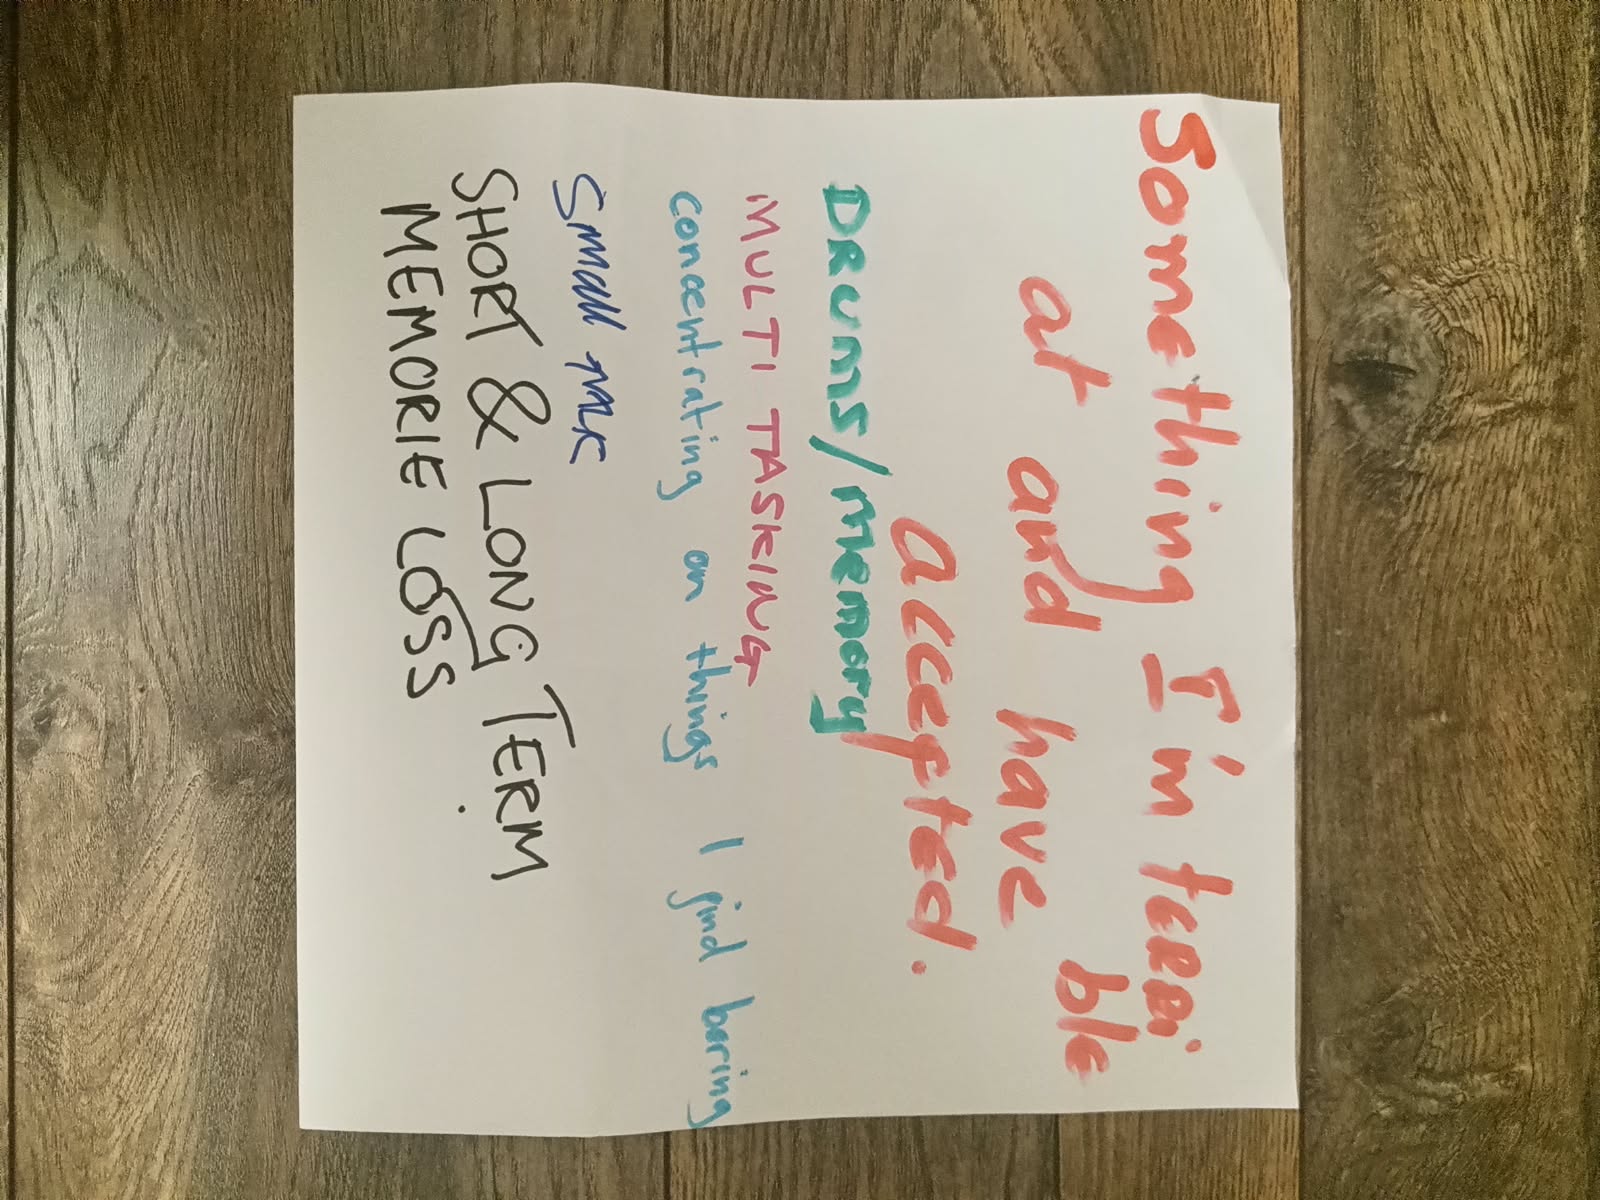 Something I'm terri
ble
at and have
accepted.
Drums/memory
MULTI TASKING
concentrating on things I find boring
Small talk
SHORT & LONG TERM
MEMORIE LOSS